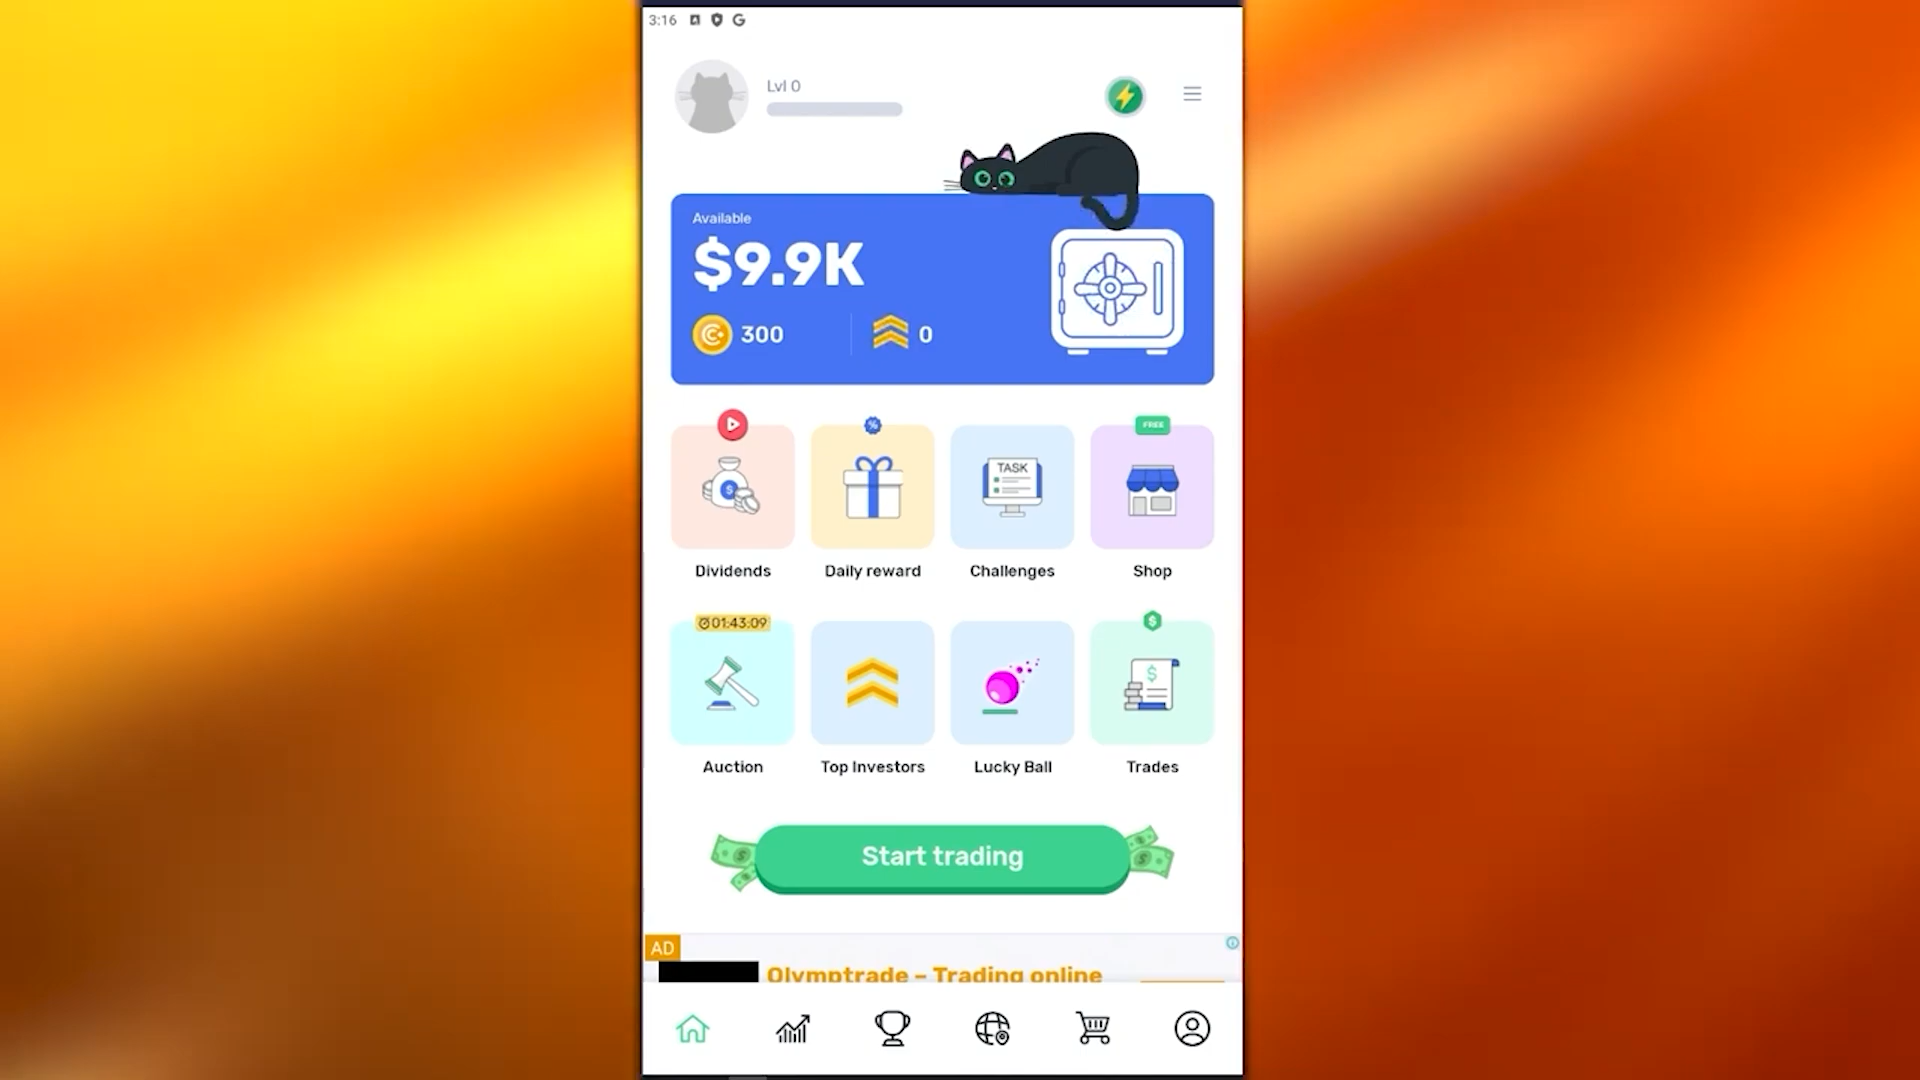 3:16
Lvl 0
Available
$9.9K
300
0
FREE
TASK
Dividends
Daily reward
Challenges
Shop
01:43:09
Auction
Top Investors
Lucky Ball
Trades
Start trading
AD
Olymptrade – Trading online